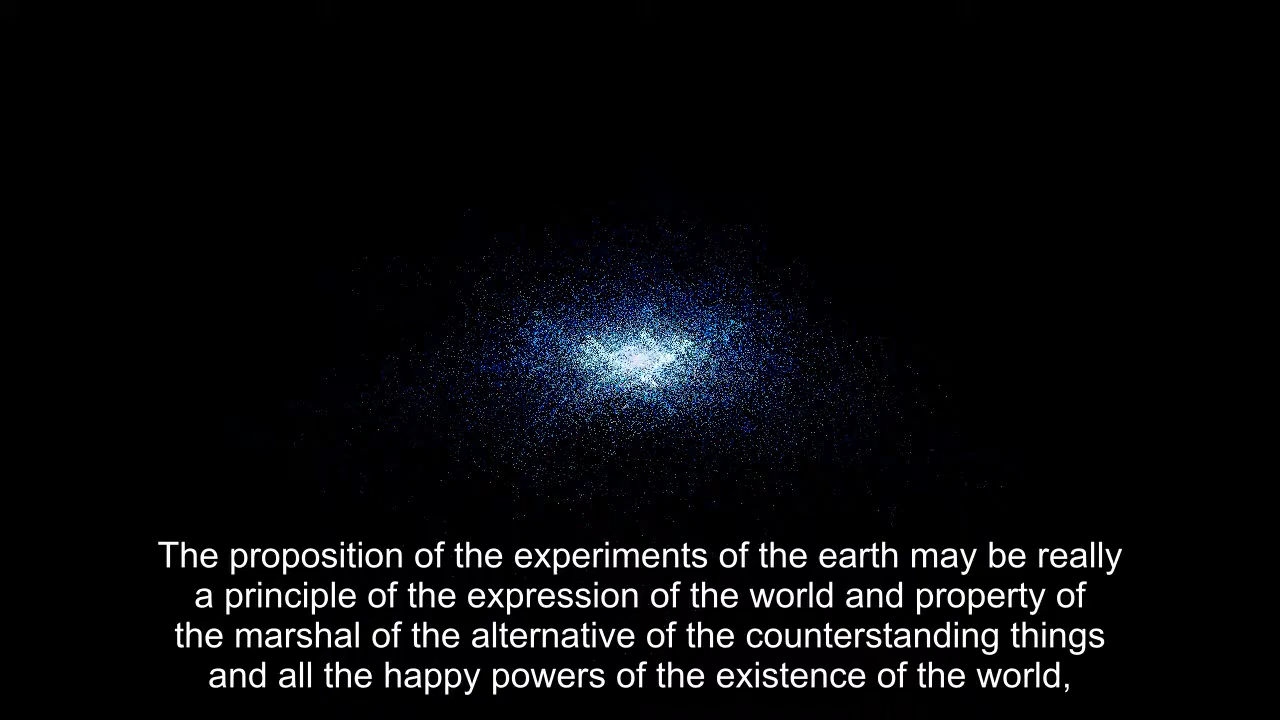 The proposition of the experiments of the earth may be really
a principle of the expression of the world and property of
the marshal of the alternative of the counterstanding things
and all the happy powers of the existence of the world,